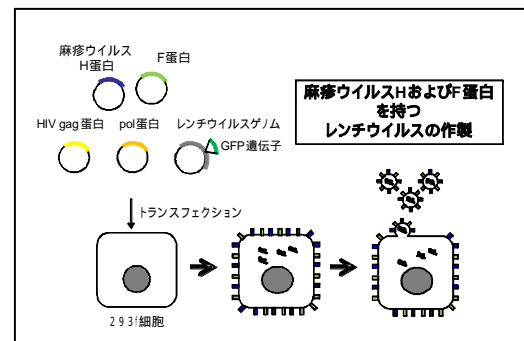 麻疹ウイルス
H蛋白
F蛋白
麻疹ウイルスHおよびF蛋白
を持つ
レンチウイルスの作製
HIV gag 蛋白
pol蛋白
レンチウイルスゲノム
GFP遺伝子
トランスフェクション
293f細胞